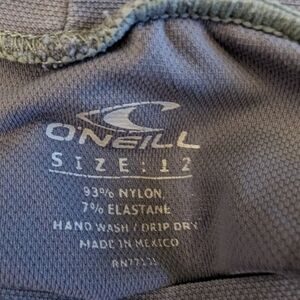 O'NEILL
SIZE: 12
93% NYLON
7% ELASTANE
HAND WASH / DRIP DRY
MADE IN MEXICO